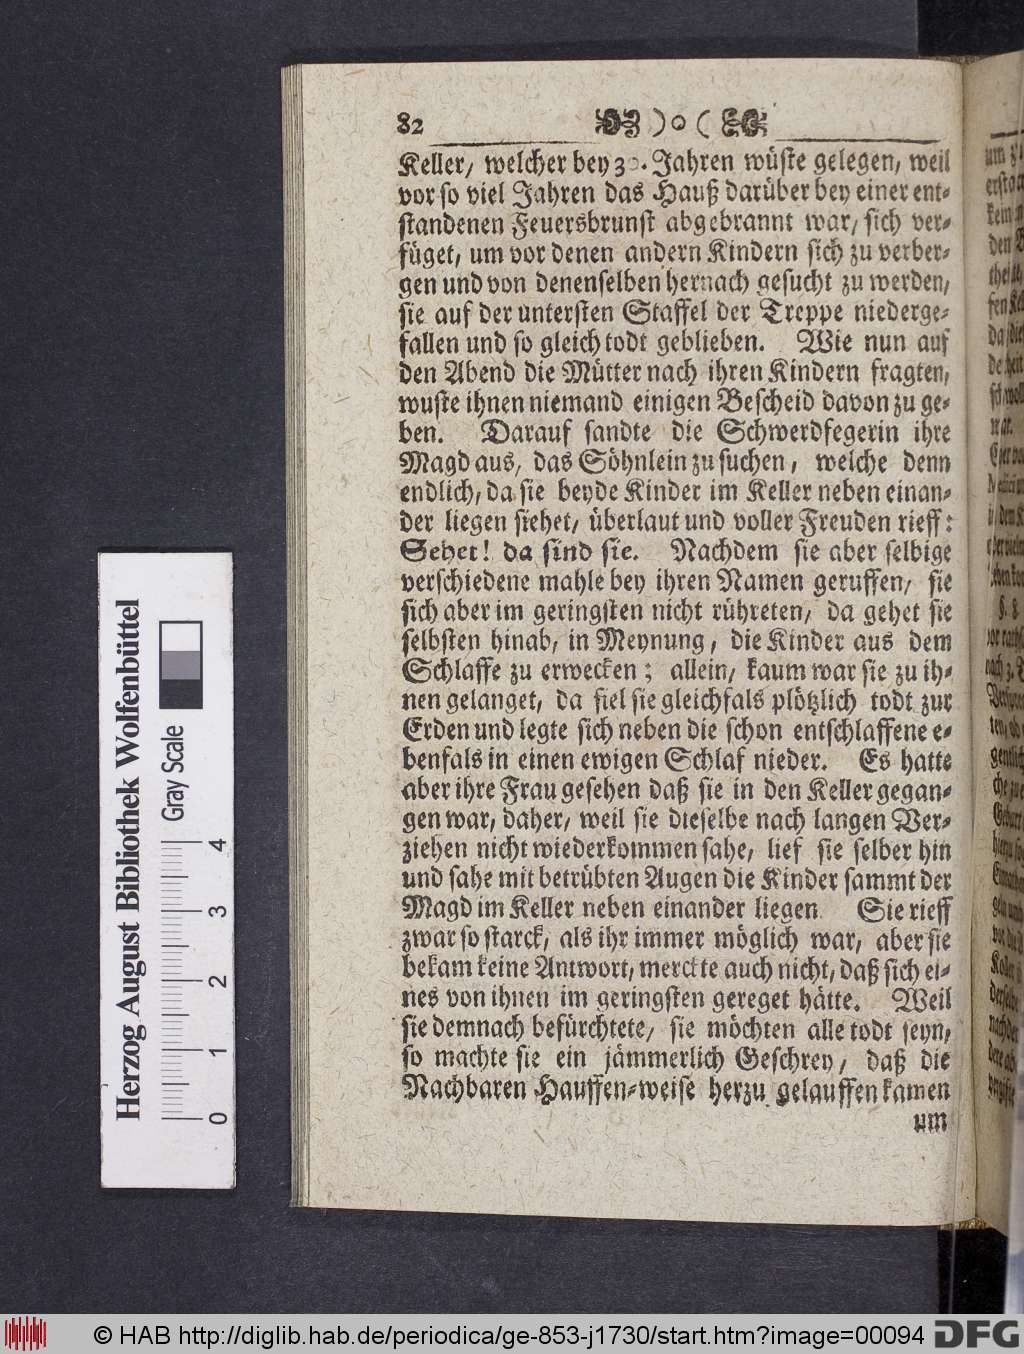 82 )o(
Keller/ welcher bey 30. Jahren wüste gelegen, weil
vor so viel Jahren das Hauß darüber bey einer ent-
standenen Feuersbrunst abgebrannt war, sich ver-
füget, um vor denen andern Kindern sich zu verber-
gen und von denenselben hernach gesucht zu werden,
sie auf der untersten Staffel der Treppe niederge-
fallen und so gleich todt geblieben. Wie nun auf
den Abend die Mütter nach ihren Kindern fragten,
wuste ihnen niemand einigen Bescheid davon zu ge-
ben. Darauf sandte die Schwerdfegerin ihre
Magd aus, das Söhnlein zu suchen, welche denn
endlich, da sie beyde Kinder im Keller neben einan-
der liegen siehet/ überlaut und voller Freuden rieff:
Sehet! da sind sie. Nachdem sie aber selbige
verschiedene mahle bey ihren Namen geruffen/ sie
sich aber im geringsten nicht rühreten, da gehet sie
selbsten hinab, in Meynung, die Kinder aus dem
Schlaffe zu erwecken; allein/ kaum war sie zu ih-
nen gelanget, da fiel sie gleichfals plötzlich todt zur
Erden und legte sich neben die schon entschlaffene e-
benfals in einen ewigen Schlaf nieder. Es hatte
aber ihre Frau gesehen daß sie in den Keller gegan-
gen war, daher/ weil sie dieselbe nach langen Ver-
ziehen nicht wiederkommen sahe, lief sie selber hin
und sahe mit betrübten Augen die Kinder sammt der
Magd im Keller neben einander liegen Sie rieff
zwar so starck, als ihr immer möglich war, aber sie
bekam keine Antwort, merckte auch nicht, daß sich ei-
nes von ihnen im geringsten gereget hätte. Weil
sie demnach befürchtete/ sie möchten alle todt seyn,
so machte sie ein jämmerlich Geschrey, daß die
Nachbaren Hauffen-weise herzu gelauffen kamen
um
Herzog August Bibliothek Wolfenbüttel
Gray Scale
0 1 2 3 4
© HAB http://diglib.hab.de/periodica/ge-853-j1730/start.htm?image=00094
DFG